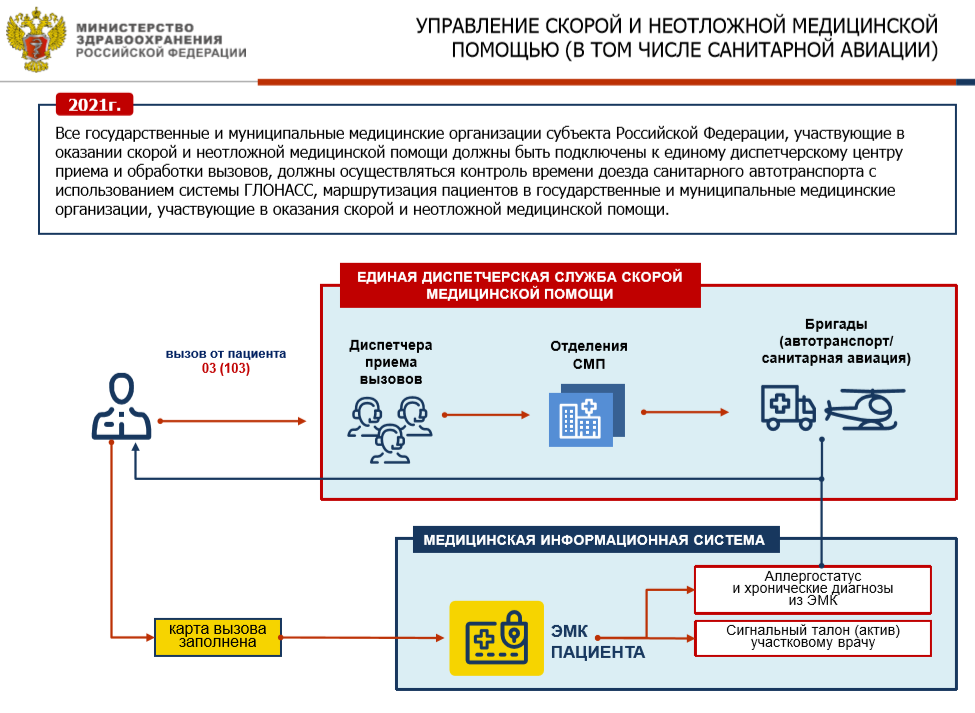 МИНИСТЕРСТВО
ЗДРАВООХРАНЕНИЯ
РОССИЙСКОЙ ФЕДЕРАЦИИ
УПРАВЛЕНИЕ СКОРОЙ И НЕОТЛОЖНОЙ МЕДИЦИНСКОЙ
ПОМОЩЬЮ (В ТОМ ЧИСЛЕ САНИТАРНОЙ АВИАЦИИ)
2021г.
Все государственные и муниципальные медицинские организации субъекта Российской Федерации, участвующие в
оказании скорой и неотложной медицинской помощи должны быть подключены к единому диспетчерскому центру
приема и обработки вызовов, должны осуществляться контроль времени доезда санитарного автотранспорта с
использованием системы ГЛОНАСС, маршрутизация пациентов в государственные и муниципальные медицинские
организации, участвующие в оказания скорой и неотложной медицинской помощи.
ЕДИНАЯ ДИСПЕТЧЕРСКАЯ СЛУЖБА СКОРОЙ
МЕДИЦИНСКОЙ ПОМОЩИ
вызов от пациента
03 (103)
Диспетчера
приема
вызовов
Отделения
СМП
Бригады
(автотранспорт/
санитарная авиация)
МЕДИЦИНСКАЯ ИНФОРМАЦИОННАЯ СИСТЕМА
карта вызова
заполнена
ЭМК
ПАЦИЕНТА
Аллергостатус
и хронические диагнозы
из ЭМК
Сигнальный талон (актив)
участковому врачу